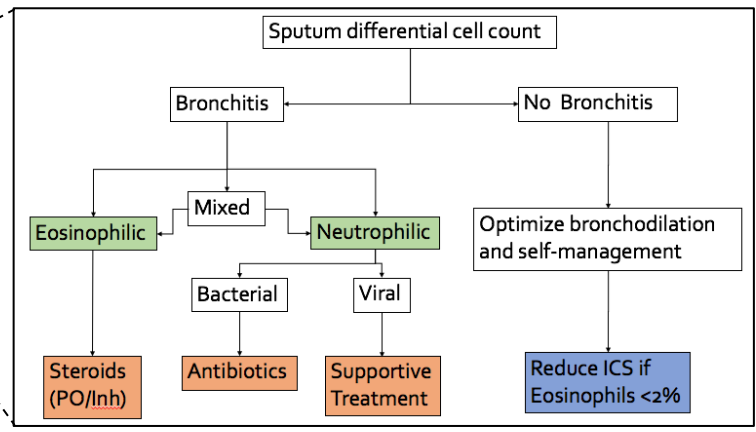 Sputum differential cell count
Bronchitis
No Bronchitis
Mixed
Eosinophilic
Neutrophilic
Optimize bronchodilation
and self-management
Bacterial
Viral
Steroids
(PO/Inh)
Antibiotics
Supportive
Treatment
Reduce ICS if
Eosinophils <2%